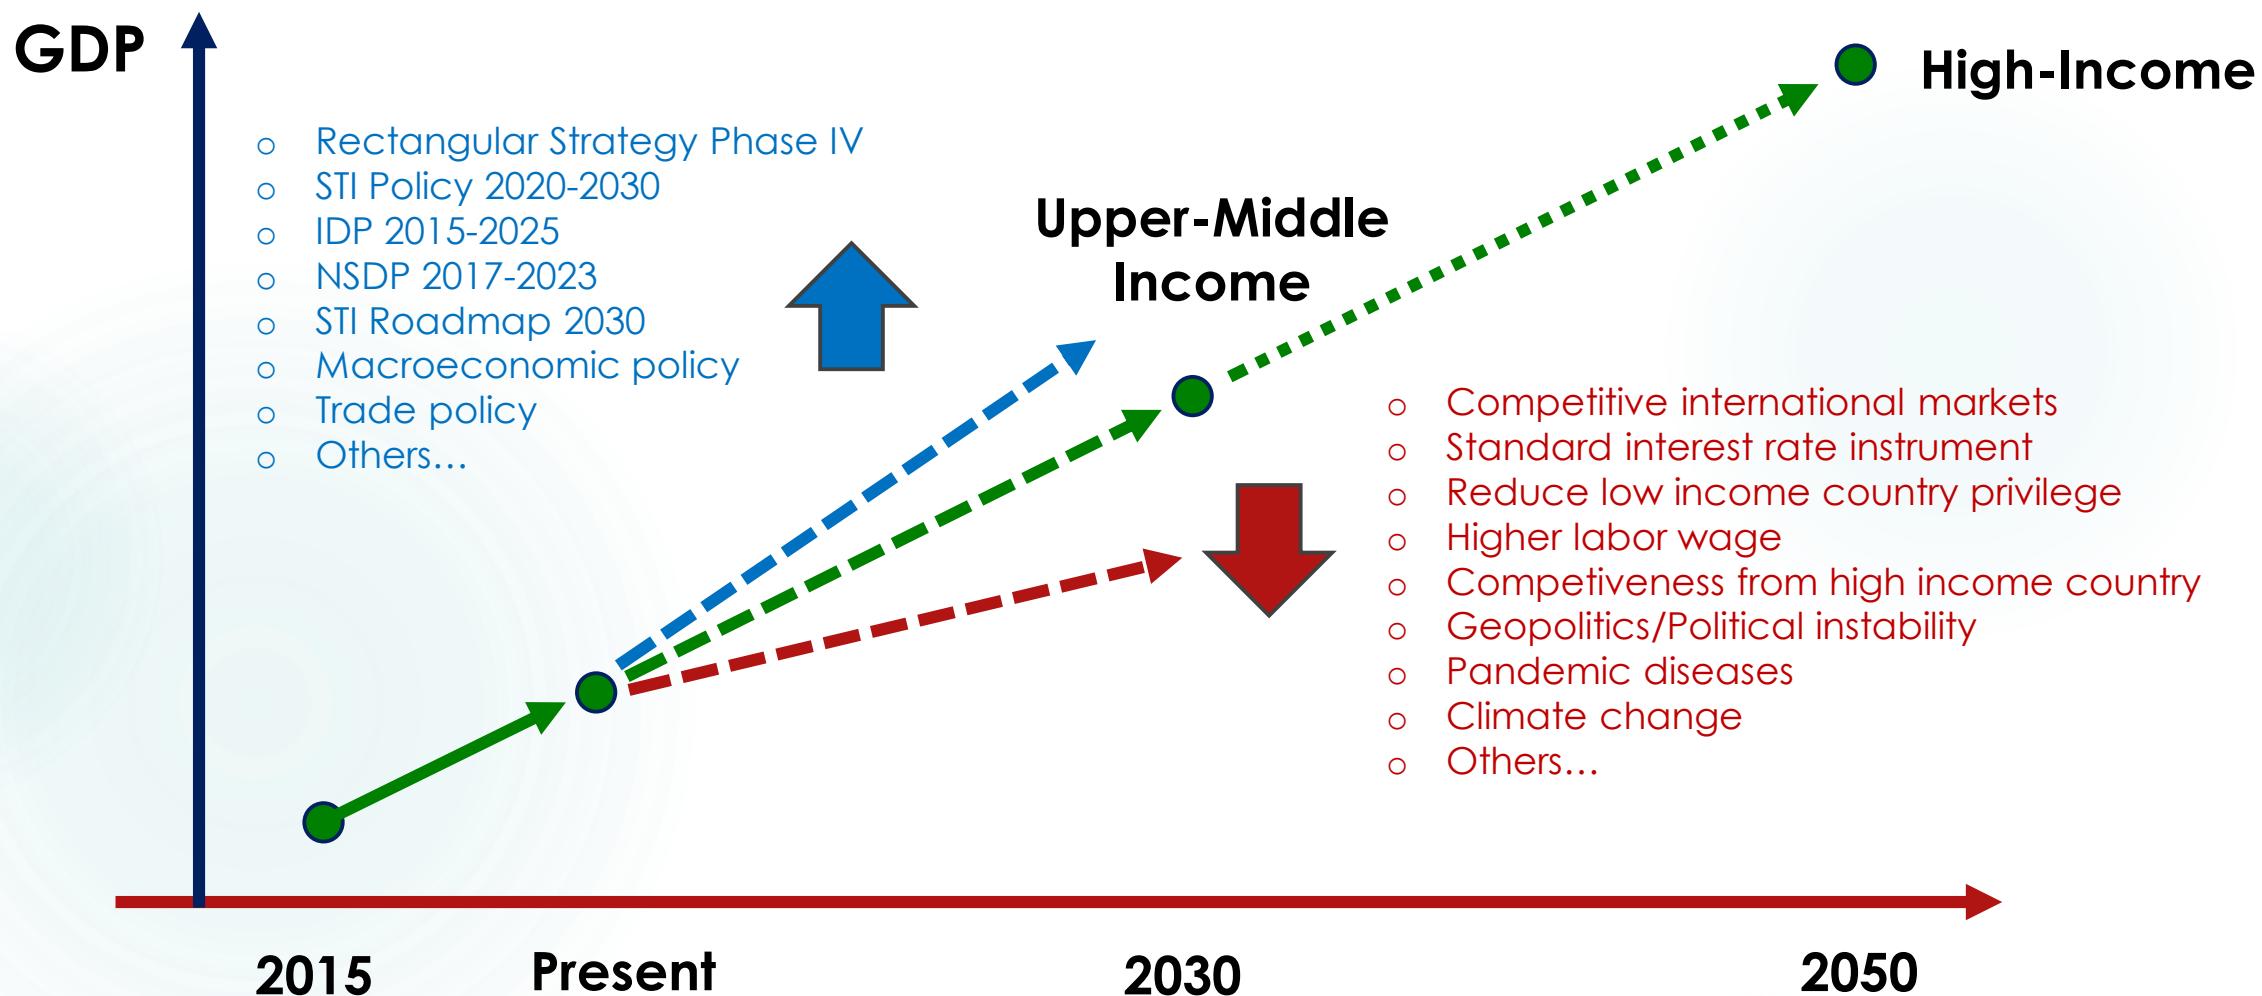 GDP
High-Income
o Rectangular Strategy Phase IV
o STI Policy 2020-2030
o IDP 2015-2025
o NSDP 2017-2023
o STI Roadmap 2030
o Macroeconomic policy
o Trade policy
o Others…
Upper-Middle
Income
o Competitive international markets
o Standard interest rate instrument
o Reduce low income country privilege
o Higher labor wage
o Competiveness from high income country
o Geopolitics/Political instability
o Pandemic diseases
o Climate change
o Others…
2015
Present
2030
2050